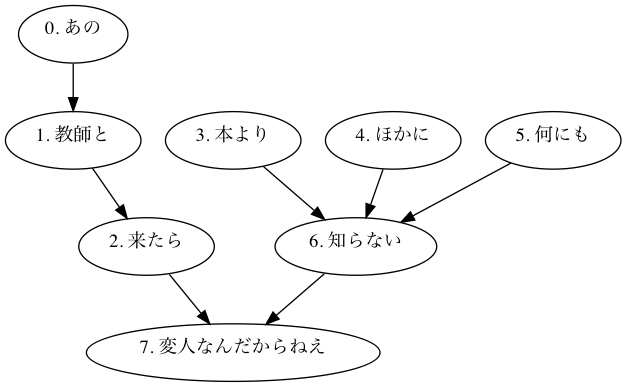 0. あの
1. 教師と
3. 本より
4. ほかに
5. 何にも
2. 来たら
6. 知らない
7. 変人なんだからねえ